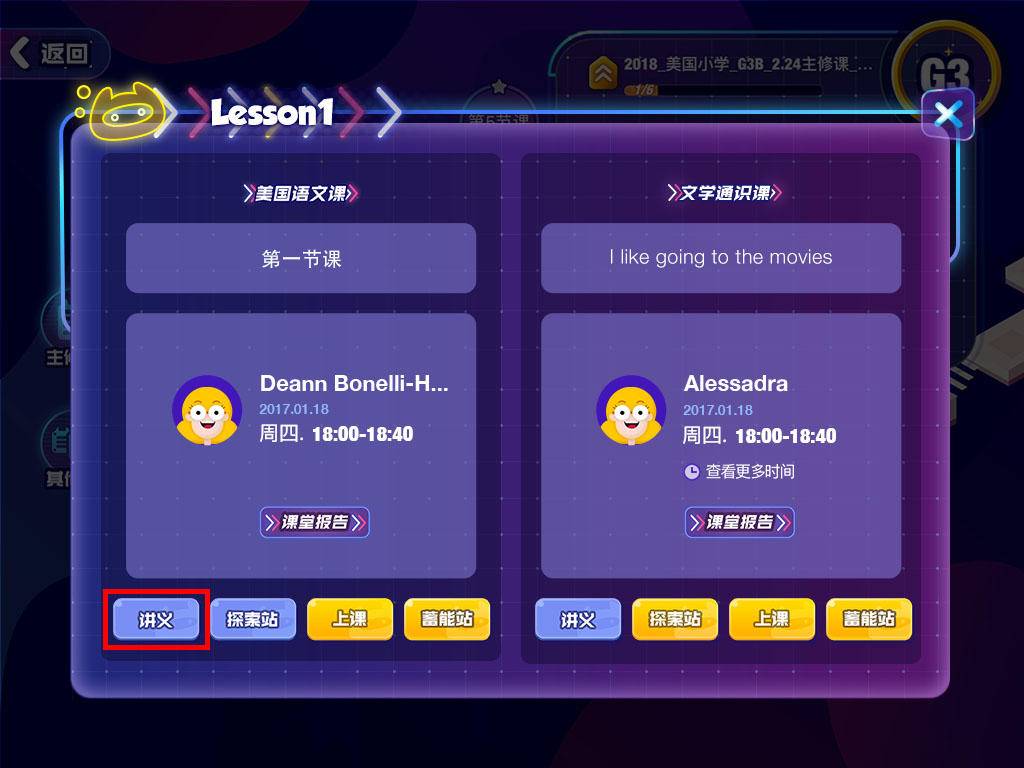 返回
2018_美国小学_G3B_2.24主修课_...
1/6
G3
Lesson1
第5节课
美国语文课
文学通识课
第一节课
I like going to the movies
Deann Bonelli-H...
2017.01.18
周四. 18:00-18:40
课堂报告
Alessadra
2017.01.18
周四. 18:00-18:40
查看更多时间
课堂报告
主修
其他
讲义
探索站
上课
蓄能站
讲义
探索站
上课
蓄能站